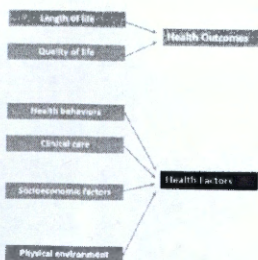 Length of life
Quality of life
Health Outcomes
Health behaviors
Clinical care
Socioeconomic factors
Health Factors
Physical environment